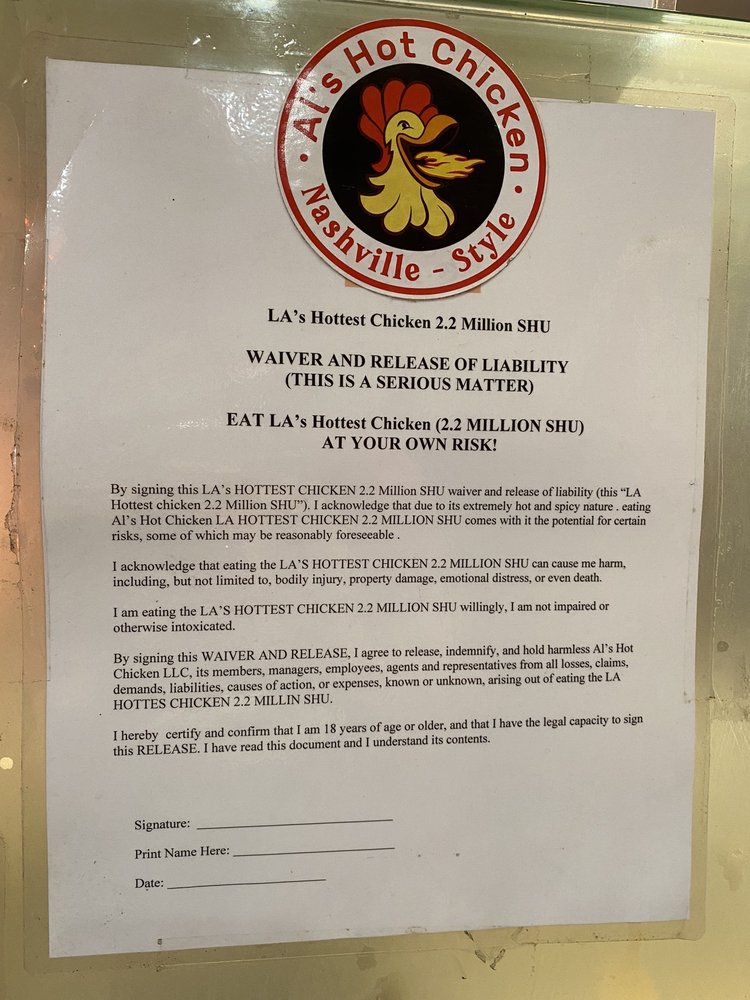 Al's Hot Chicken
Nashville - Style
LA's Hottest Chicken 2.2 Million SHU
WAIVER AND RELEASE OF LIABILITY
(THIS IS A SERIOUS MATTER)
EAT LA's Hottest Chicken (2.2 MILLION SHU)
AT YOUR OWN RISK!
By signing this LA's HOTTEST CHICKEN 2.2 Million SHU waiver and release of liability (this “LA
Hottest chicken 2.2 Million SHU”). I acknowledge that due to its extremely hot and spicy nature . eating
Al's Hot Chicken LA HOTTEST CHICKEN 2.2 MILLION SHU comes with it the potential for certain
risks, some of which may be reasonably foreseeable .
I acknowledge that eating the LA'S HOTTEST CHICKEN 2.2 MILLION SHU can cause me harm,
including, but not limited to, bodily injury, property damage, emotional distress, or even death.
I am eating the LA'S HOTTEST CHICKEN 2.2 MILLION SHU willingly, I am not impaired or
otherwise intoxicated.
By signing this WAIVER AND RELEASE, I agree to release, indemnify, and hold harmless Al's Hot
Chicken LLC, its members, managers, employees, agents and representatives from all losses, claims,
demands, liabilities, causes of action, or expenses, known or unknown, arising out of eating the LA
HOTTES CHICKEN 2.2 MILLIN SHU.
I hereby certify and confirm that I am 18 years of age or older, and that I have the legal capacity to sign
this RELEASE. I have read this document and I understand its contents.
Signature:
Print Name Here:
Date: